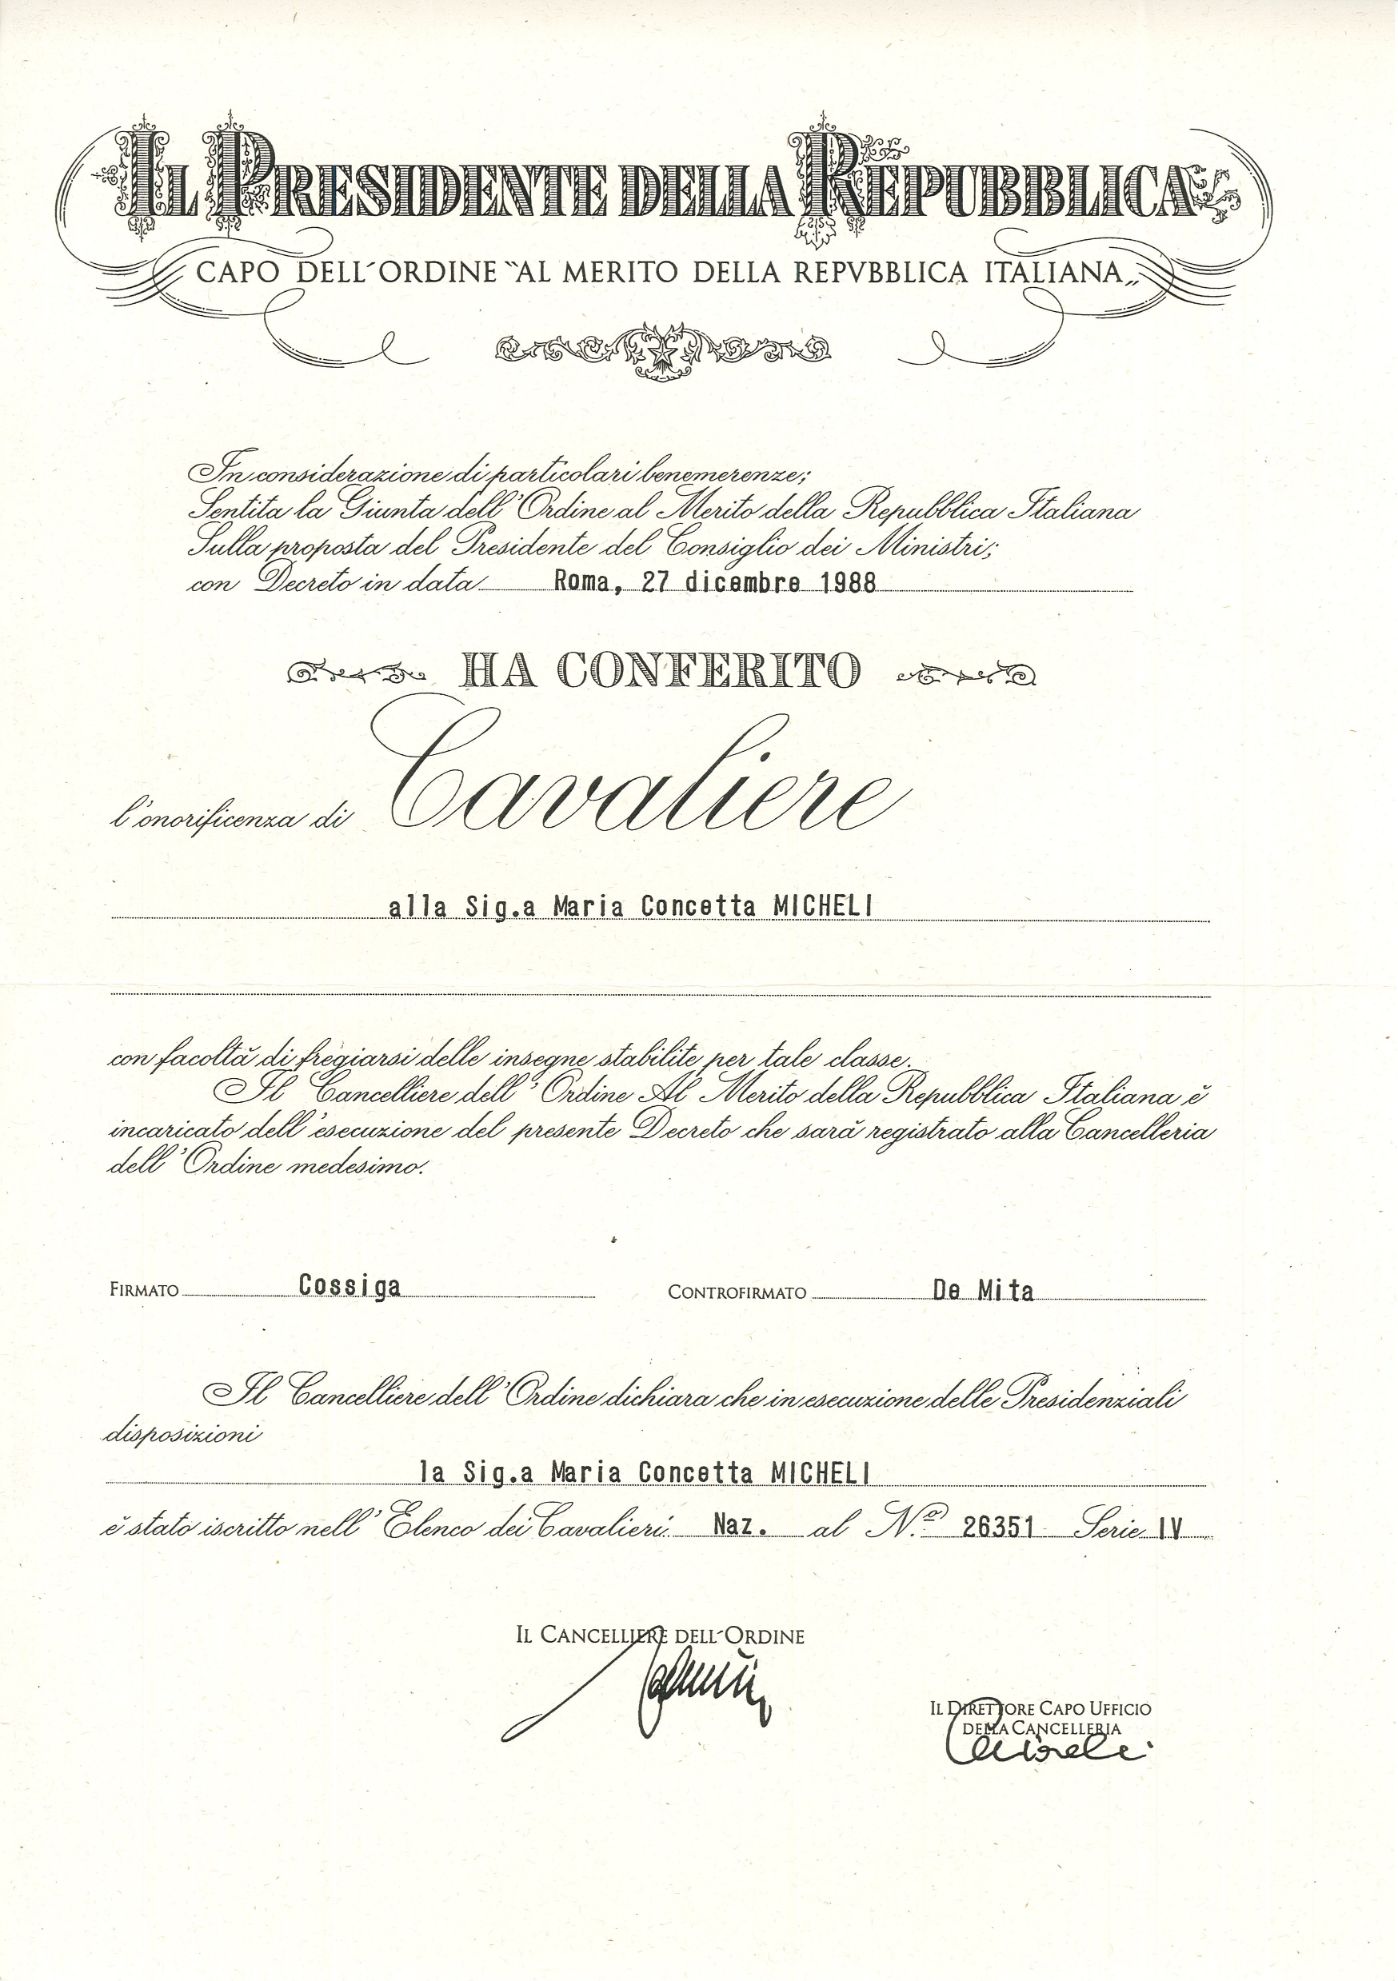 IL PRESIDENTE DELLA REPUBBLICA
CAPO DELL´ORDINE “AL MERITO DELLA REPVBBLICA ITALIANA„
In considerazione di particolari benemerenze;
Sentita la Giunta dell'Ordine al Merito della Repubblica Italiana
Sulla proposta del Presidente del Consiglio dei Ministri;
con Decreto in data Roma, 27 dicembre 1988
HA CONFERITO
l'onorificenza di Cavaliere
alla Sig.a Maria Concetta MICHELI
con facoltà di fregiarsi delle insegne stabilite per tale classe.
Il Cancelliere dell'Ordine Al Merito della Repubblica Italiana è
incaricato dell'esecuzione del presente Decreto che sarà registrato alla Cancelleria
dell'Ordine medesimo.
FIRMATO Cossiga CONTROFIRMATO De Mita
Il Cancelliere dell'Ordine dichiara che in esecuzione delle Presidenziali
disposizioni
la Sig.a Maria Concetta MICHELI
è stato iscritto nell'Elenco dei Cavalieri Naz. al N.º 26351 Serie IV
IL CANCELLIERE DELL´ORDINE
IL DIRETTORE CAPO UFFICIO
DELLA CANCELLERIA